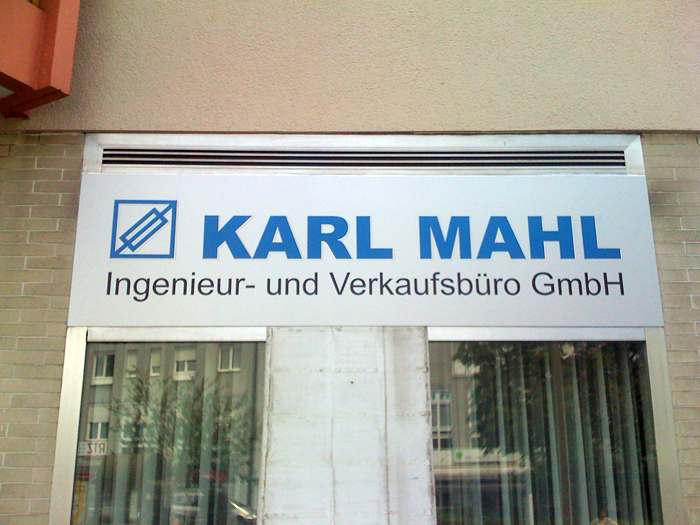 KARL MAHL
Ingenieur- und Verkaufsbüro GmbH